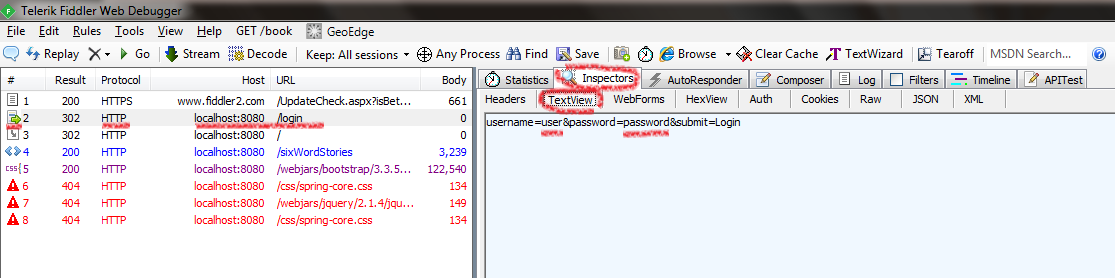 Telerik Fiddler Web Debugger
File Edit Rules Tools View Help GET /book GeoEdge
Replay Go Stream Decode Keep: All sessions Any Process Find Save Browse Clear Cache TextWizard Tearoff MSDN Search...
# Result Protocol Host URL Body
1 200 HTTPS www.fiddler2.com /UpdateCheck.aspx?isBet... 661
2 302 HTTP localhost:8080 /login 0
3 302 HTTP localhost:8080 / 0
4 200 HTTP localhost:8080 /sixWordStories 3,239
5 200 HTTP localhost:8080 /webjars/bootstrap/3.3.5... 122,540
6 404 HTTP localhost:8080 /css/spring-core.css 134
7 404 HTTP localhost:8080 /webjars/jquery/2.1.4/jqu... 149
8 404 HTTP localhost:8080 /css/spring-core.css 134
Statistics Inspectors AutoResponder Composer Log Filters Timeline APITest
Headers TextView WebForms HexView Auth Cookies Raw JSON XML
username=user&password=password&submit=Login